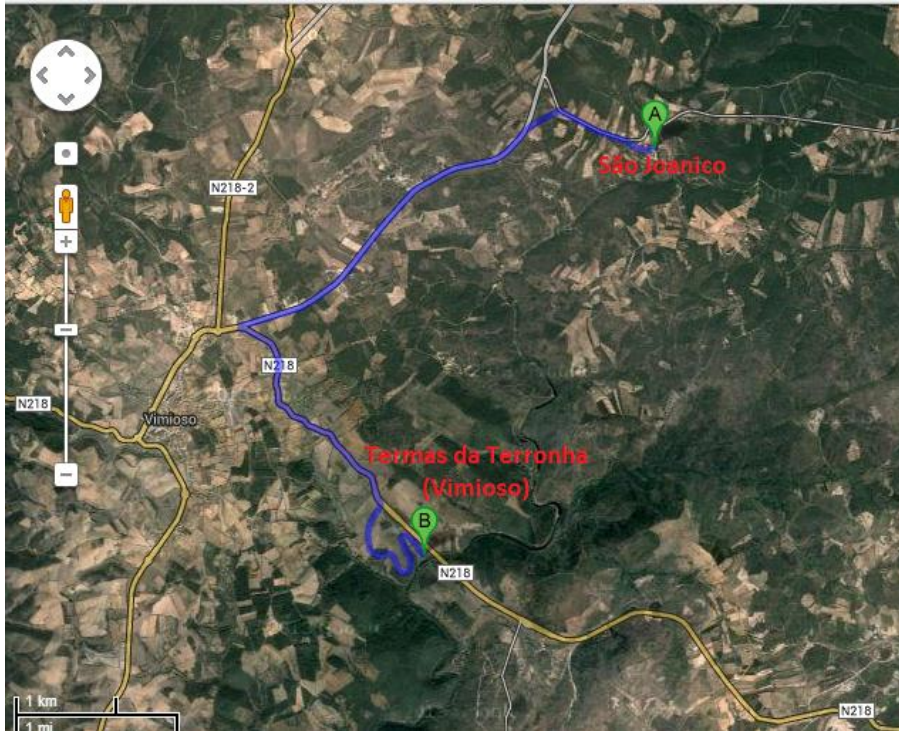 A
São Joanico
N218-2
N218
N218
Vimioso
Termas da Terronha
(Vimioso)
B
N218
N218
1 km
1 mi